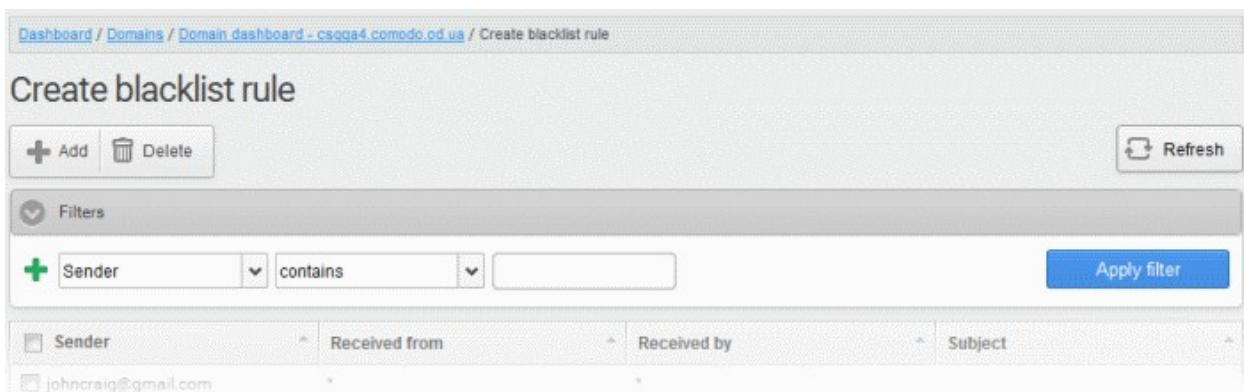 Dashboard / Domains / Domain dashboard - csqqa4.comodo.od.ua / Create blacklist rule
Create blacklist rule
Add Delete Refresh
Filters
Sender contains Apply filter
Sender Received from Received by Subject
johncraig@gmail.com * *